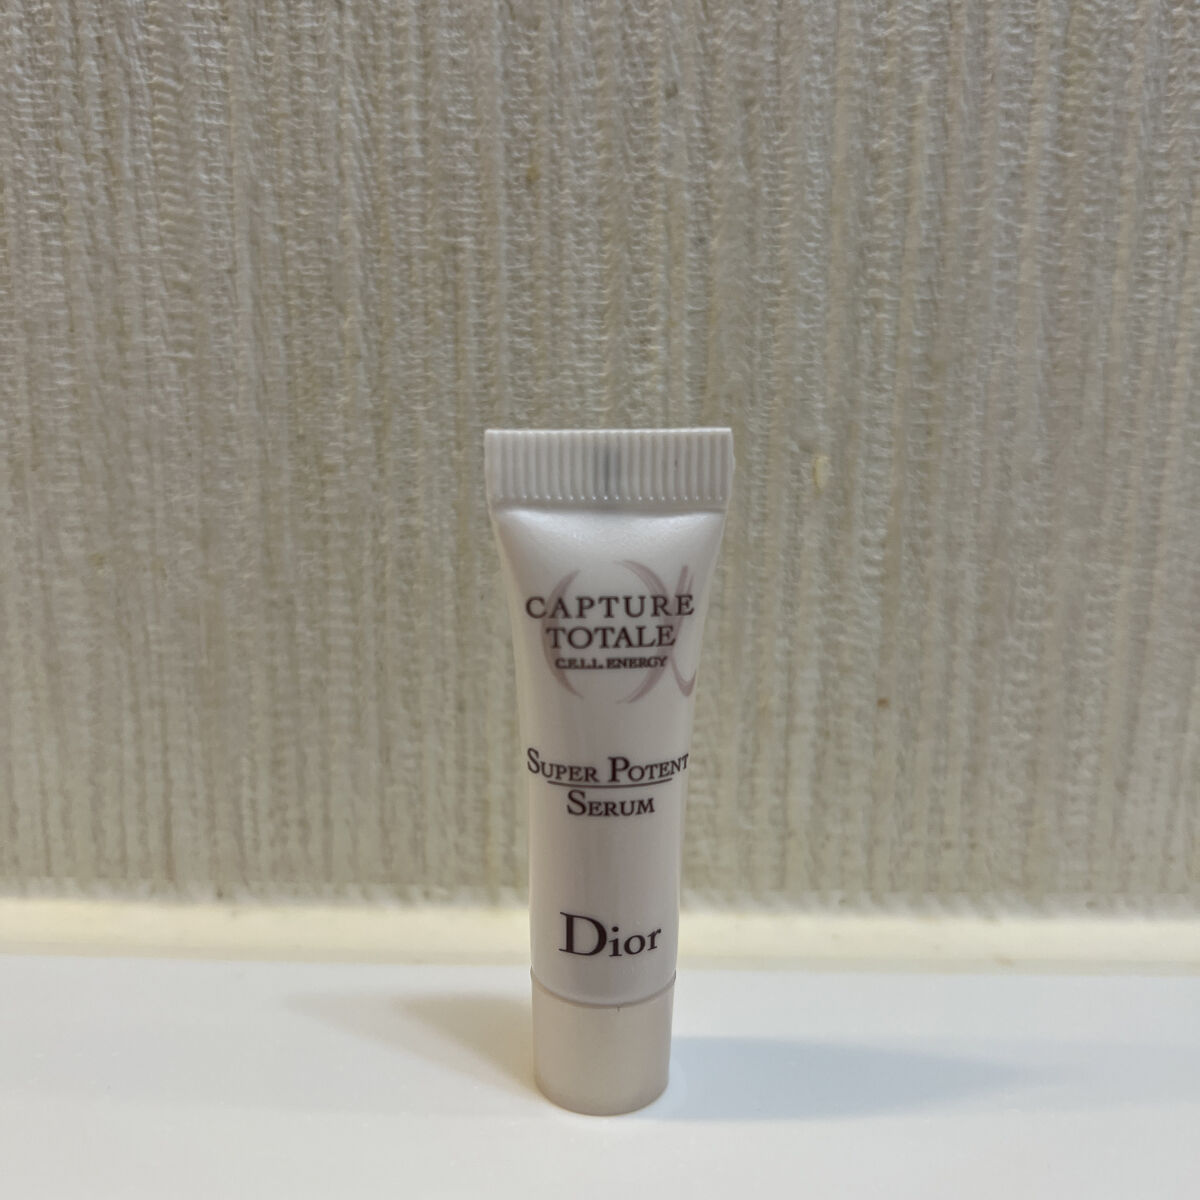 CAPTURE
TOTALE
C.E.L.L. ENERGY
SUPER POTENT
SERUM
Dior